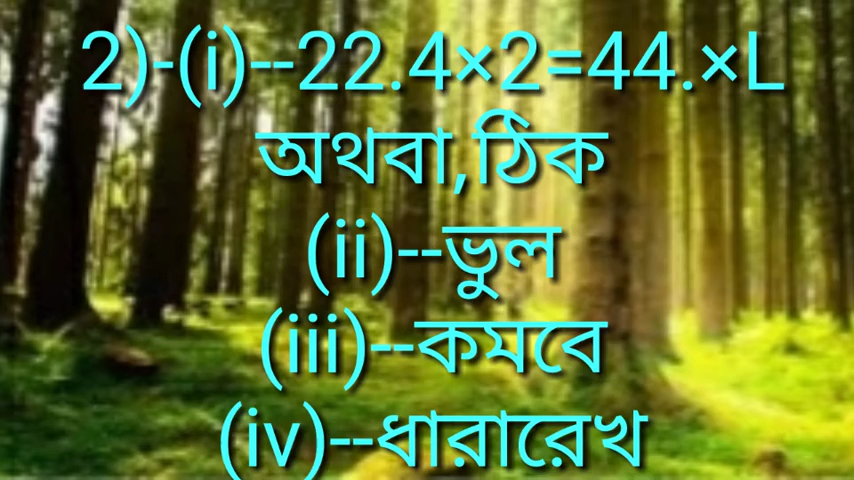 2)-(i)--22.4×2=44.×L
অথবা,ঠিক
(ii)--ভুল
(iii)--কমবে
(iv)--ধারারেখ